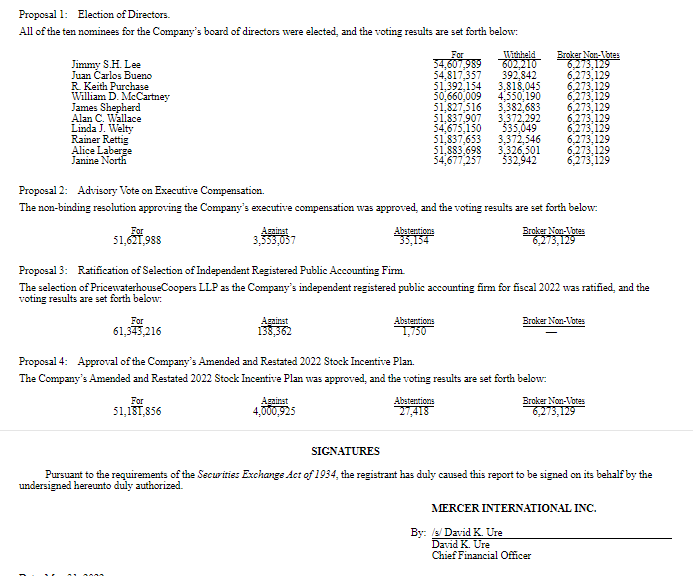 Proposal 1: Election of Directors.
All of the ten nominees for the Company's board of directors were elected, and the voting results are set forth below:
For Withheld Broker Non-Votes
Jimmy S.H. Lee 54,607,989 602,210 6,273,129
Juan Carlos Bueno 54,817,357 392,842 6,273,129
R. Keith Purchase 51,392,154 3,818,045 6,273,129
William D. McCartney 50,660,009 4,550,190 6,273,129
James Shepherd 51,827,516 3,382,683 6,273,129
Alan C. Wallace 51,837,907 3,372,292 6,273,129
Linda J. Welty 54,675,150 535,049 6,273,129
Rainer Rettig 51,837,653 3,372,546 6,273,129
Alice Laberge 51,883,698 3,326,501 6,273,129
Janine North 54,677,257 532,942 6,273,129
Proposal 2: Advisory Vote on Executive Compensation.
The non-binding resolution approving the Company's executive compensation was approved, and the voting results are set forth below:
For Against Abstentions Broker Non-Votes
51,621,988 3,553,057 35,154 6,273,129
Proposal 3: Ratification of Selection of Independent Registered Public Accounting Firm.
The selection of PricewaterhouseCoopers LLP as the Company's independent registered public accounting firm for fiscal 2022 was ratified, and the
voting results are set forth below:
For Against Abstentions Broker Non-Votes
61,343,216 138,362 1,750 —
Proposal 4: Approval of the Company's Amended and Restated 2022 Stock Incentive Plan.
The Company's Amended and Restated 2022 Stock Incentive Plan was approved, and the voting results are set forth below:
For Against Abstentions Broker Non-Votes
51,181,856 4,000,925 27,418 6,273,129
SIGNATURES
Pursuant to the requirements of the Securities Exchange Act of 1934, the registrant has duly caused this report to be signed on its behalf by the
undersigned hereunto duly authorized.
MERCER INTERNATIONAL INC.
By: /s/ David K. Ure
David K. Ure
Chief Financial Officer